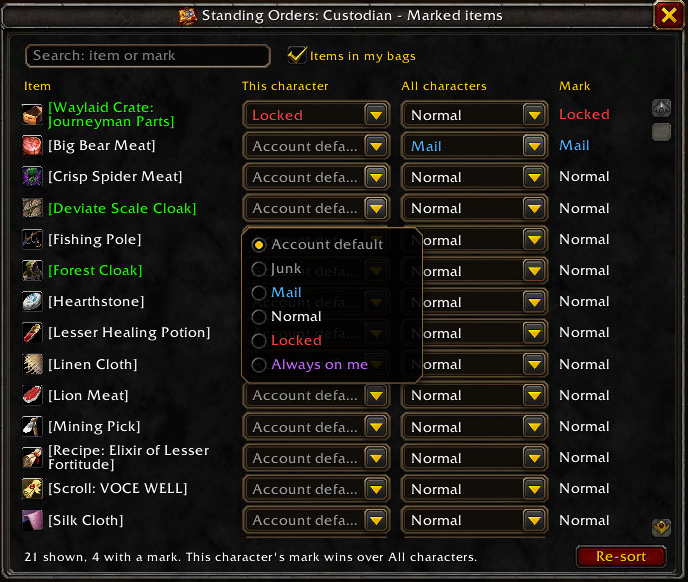 Standing Orders: Custodian - Marked items
Search: item or mark
Items in my bags
Item This character All characters Mark
[Waylaid Crate: Journeyman Parts] Locked Normal Locked
[Big Bear Meat] Account defa... Mail Mail
[Crisp Spider Meat] Account defa... Normal Normal
[Deviate Scale Cloak] Account defa... Normal Normal
[Fishing Pole] Normal Normal
[Forest Cloak] Normal Normal
[Hearthstone] Normal Normal
[Lesser Healing Potion] Normal Normal
[Linen Cloth] Normal Normal
Account default
Junk
Mail
Normal
Locked
Always on me
[Lion Meat] Account defa... Normal Normal
[Mining Pick] Account defa... Normal Normal
[Recipe: Elixir of Lesser Fortitude] Account defa... Normal Normal
[Scroll: VOCE WELL] Account defa... Normal Normal
[Silk Cloth] Account defa... Normal Normal
21 shown, 4 with a mark. This character's mark wins over All characters.
Re-sort